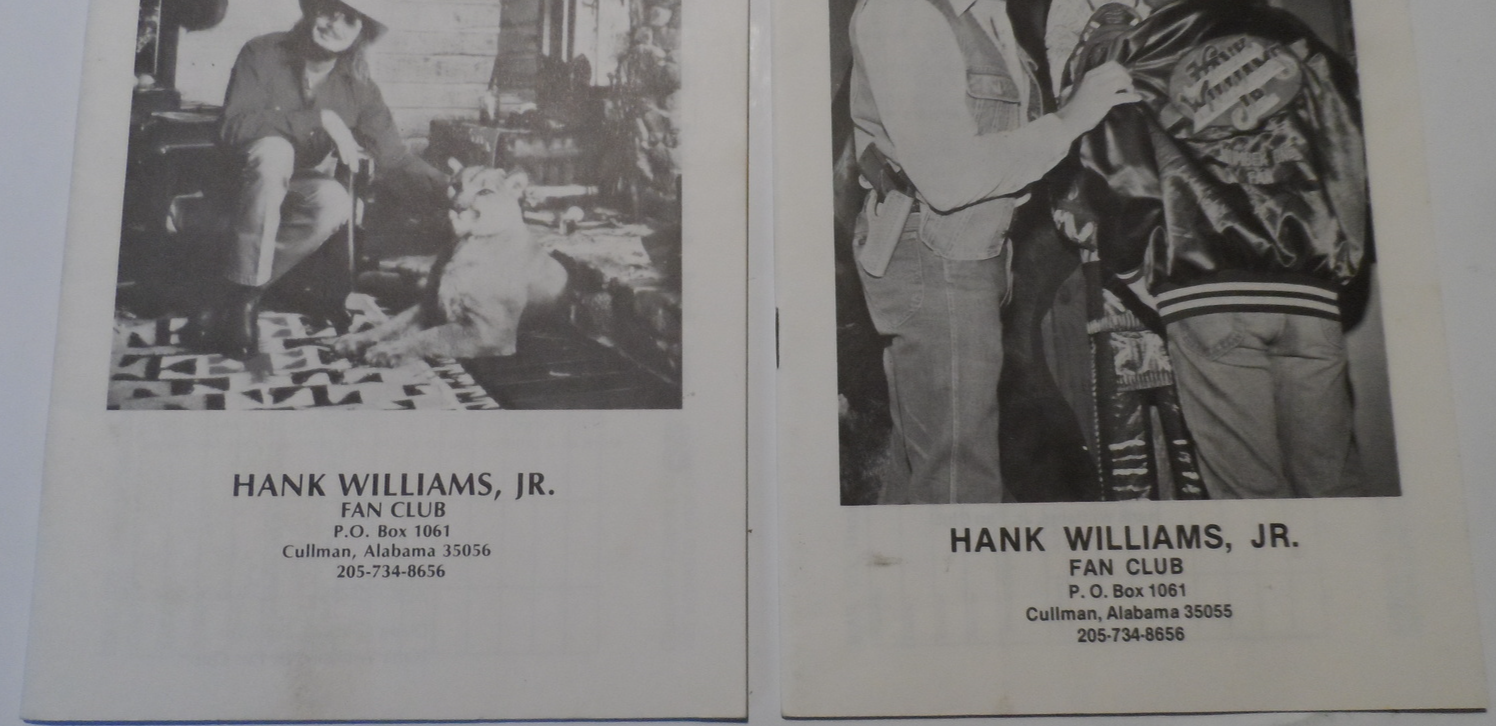 HANK WILLIAMS, JR.
FAN CLUB
P.O. Box 1061
Cullman, Alabama 35056
205-734-8656
HANK WILLIAMS, JR.
FAN CLUB
P. O. Box 1061
Cullman, Alabama 35055
205-734-8656